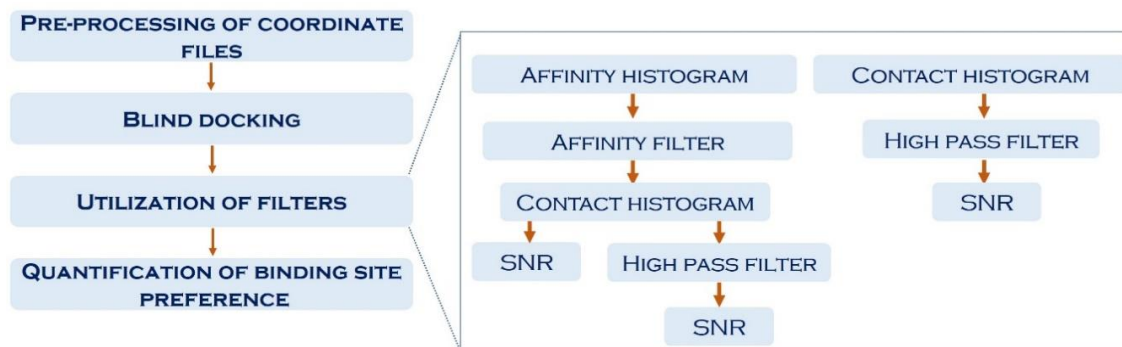 PRE-PROCESSING OF COORDINATE
FILES
BLIND DOCKING
UTILIZATION OF FILTERS
QUANTIFICATION OF BINDING SITE
PREFERENCE
AFFINITY HISTOGRAM
AFFINITY FILTER
CONTACT HISTOGRAM
SNR
HIGH PASS FILTER
SNR
CONTACT HISTOGRAM
HIGH PASS FILTER
SNR